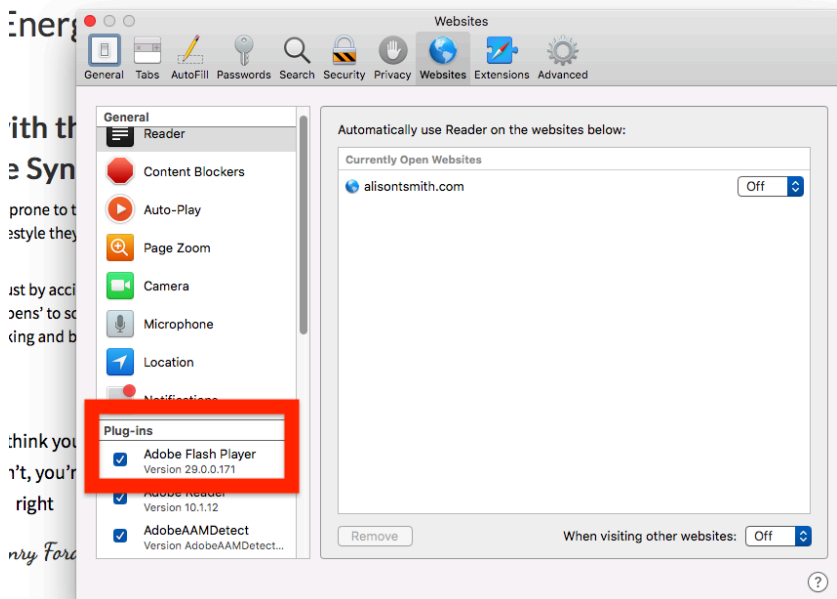 Energ
Websites
General Tabs AutoFill Passwords Search Security Privacy Websites Extensions Advanced
with th
e Syn
prone to t
estyle they
ust by acci
pens' to so
king and b
think you
n't, you'r
right
nry Ford
General
Reader
Content Blockers
Auto-Play
Page Zoom
Camera
Microphone
Location
Notifications
Plug-ins
Adobe Flash Player
Version 29.0.0.171
Adobe Reader
Version 10.1.12
AdobeAAMDetect
Version AdobeAAMDetect...
Automatically use Reader on the websites below:
Currently Open Websites
alisontsmith.com Off
Remove
When visiting other websites: Off
?